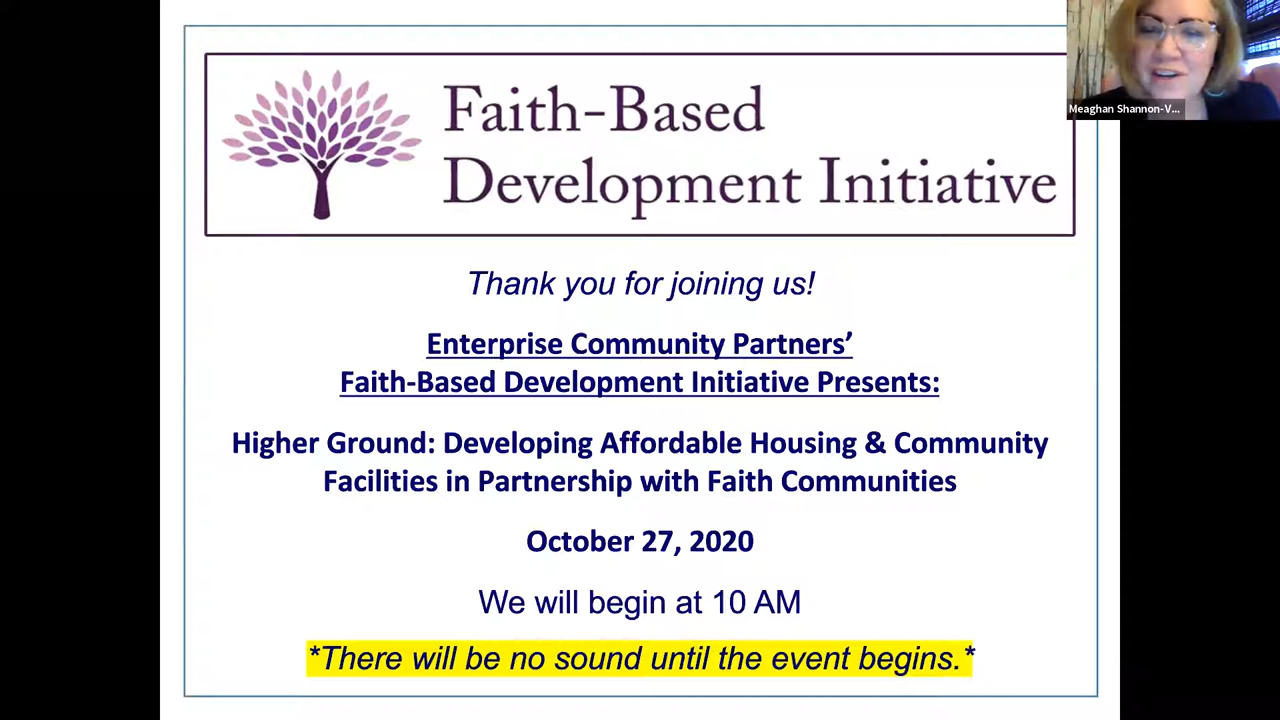 Faith-Based
Development Initiative
Meaghan Shannon-V...
Thank you for joining us!
Enterprise Community Partners’
Faith-Based Development Initiative Presents:
Higher Ground: Developing Affordable Housing & Community
Facilities in Partnership with Faith Communities
October 27, 2020
We will begin at 10 AM
*There will be no sound until the event begins.*